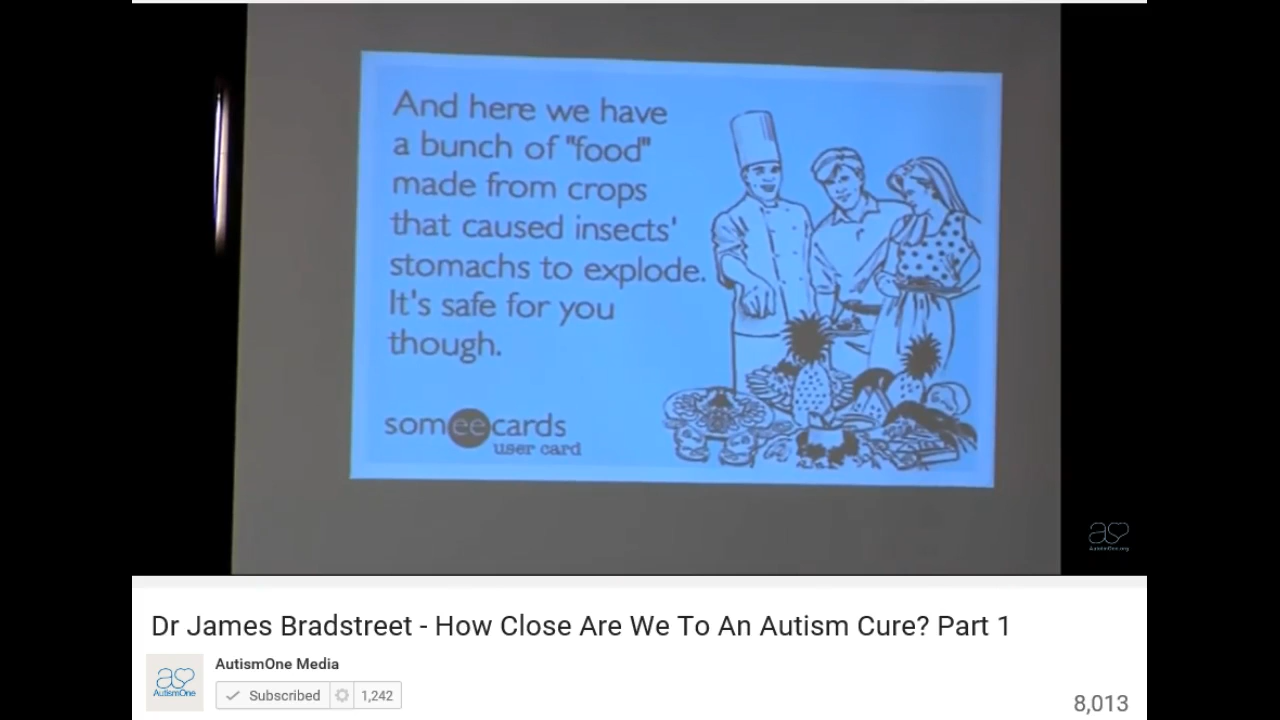 And here we have
a bunch of "food"
made from crops
that caused insects'
stomachs to explode.
It's safe for you
though.
someecards
user card
Dr James Bradstreet - How Close Are We To An Autism Cure? Part 1
AutismOne Media
AutismOne
Subscribed 1,242
8,013